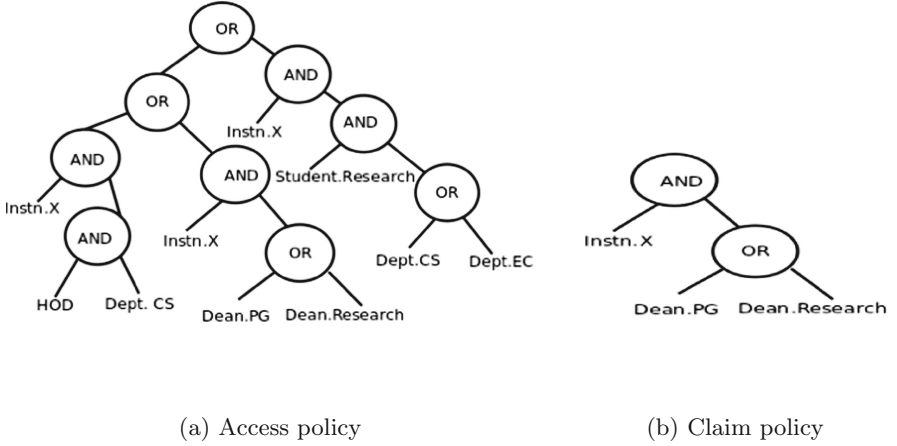 OR
AND
OR
Instn.X
AND
AND
AND
Student.Research
OR
Instn.X
AND
Instn.X
OR
Dept.CS
Dept.EC
HOD
Dept. CS
Dean.PG
Dean.Research
(a) Access policy
AND
Instn.X
OR
Dean.PG
Dean.Research
(b) Claim policy